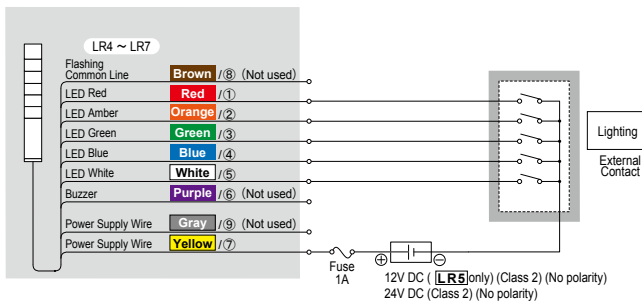 LR4 ～ LR7
Flashing
Common Line Brown /⑧ (Not used)
LED Red Red /①
LED Amber Orange /②
LED Green Green /③
LED Blue Blue /④
LED White White /⑤
Buzzer Purple /⑥ (Not used)
Power Supply Wire Gray /⑨ (Not used)
Power Supply Wire Yellow /⑦
Lighting
External
Contact
Fuse
1A
⊕ ⊖
12V DC ( LR5 only) (Class 2) (No polarity)
24V DC (Class 2) (No polarity)